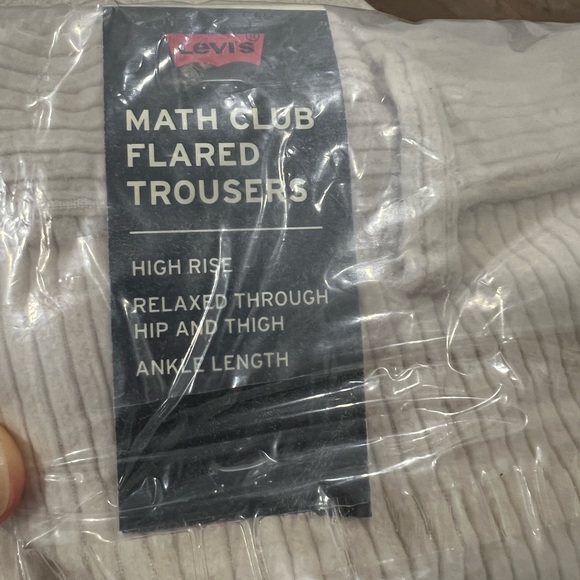 Levi's
MATH CLUB
FLARED
TROUSERS
HIGH RISE
RELAXED THROUGH
HIP AND THIGH
ANKLE LENGTH